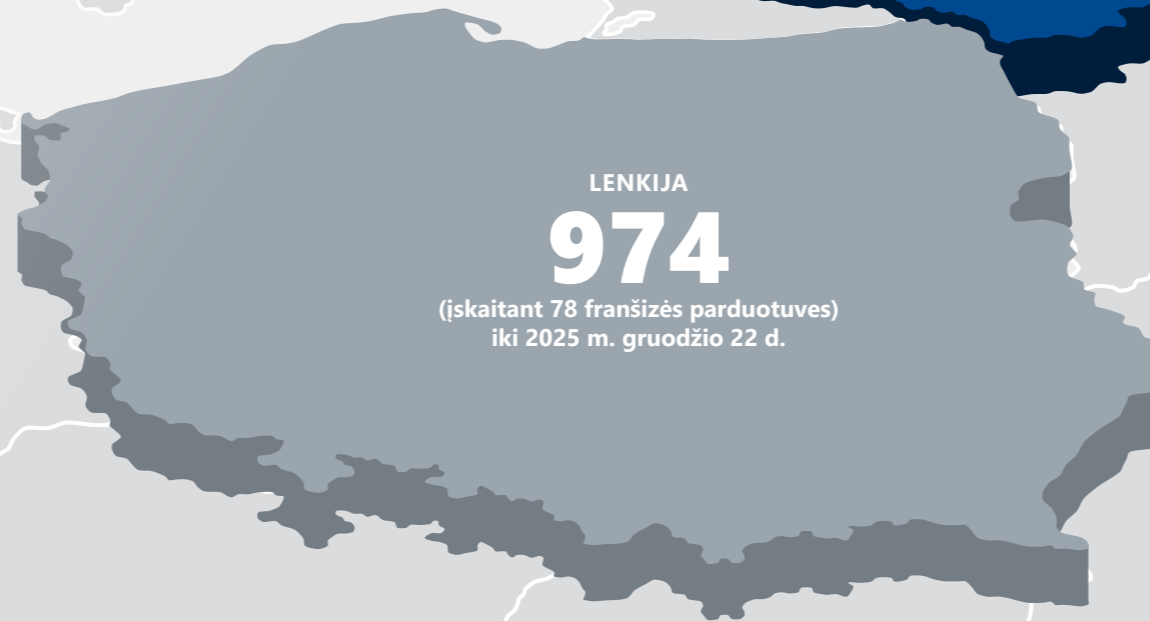 LENKIJA
974
(įskaitant 78 franšizės parduotuves)
iki 2025 m. gruodžio 22 d.